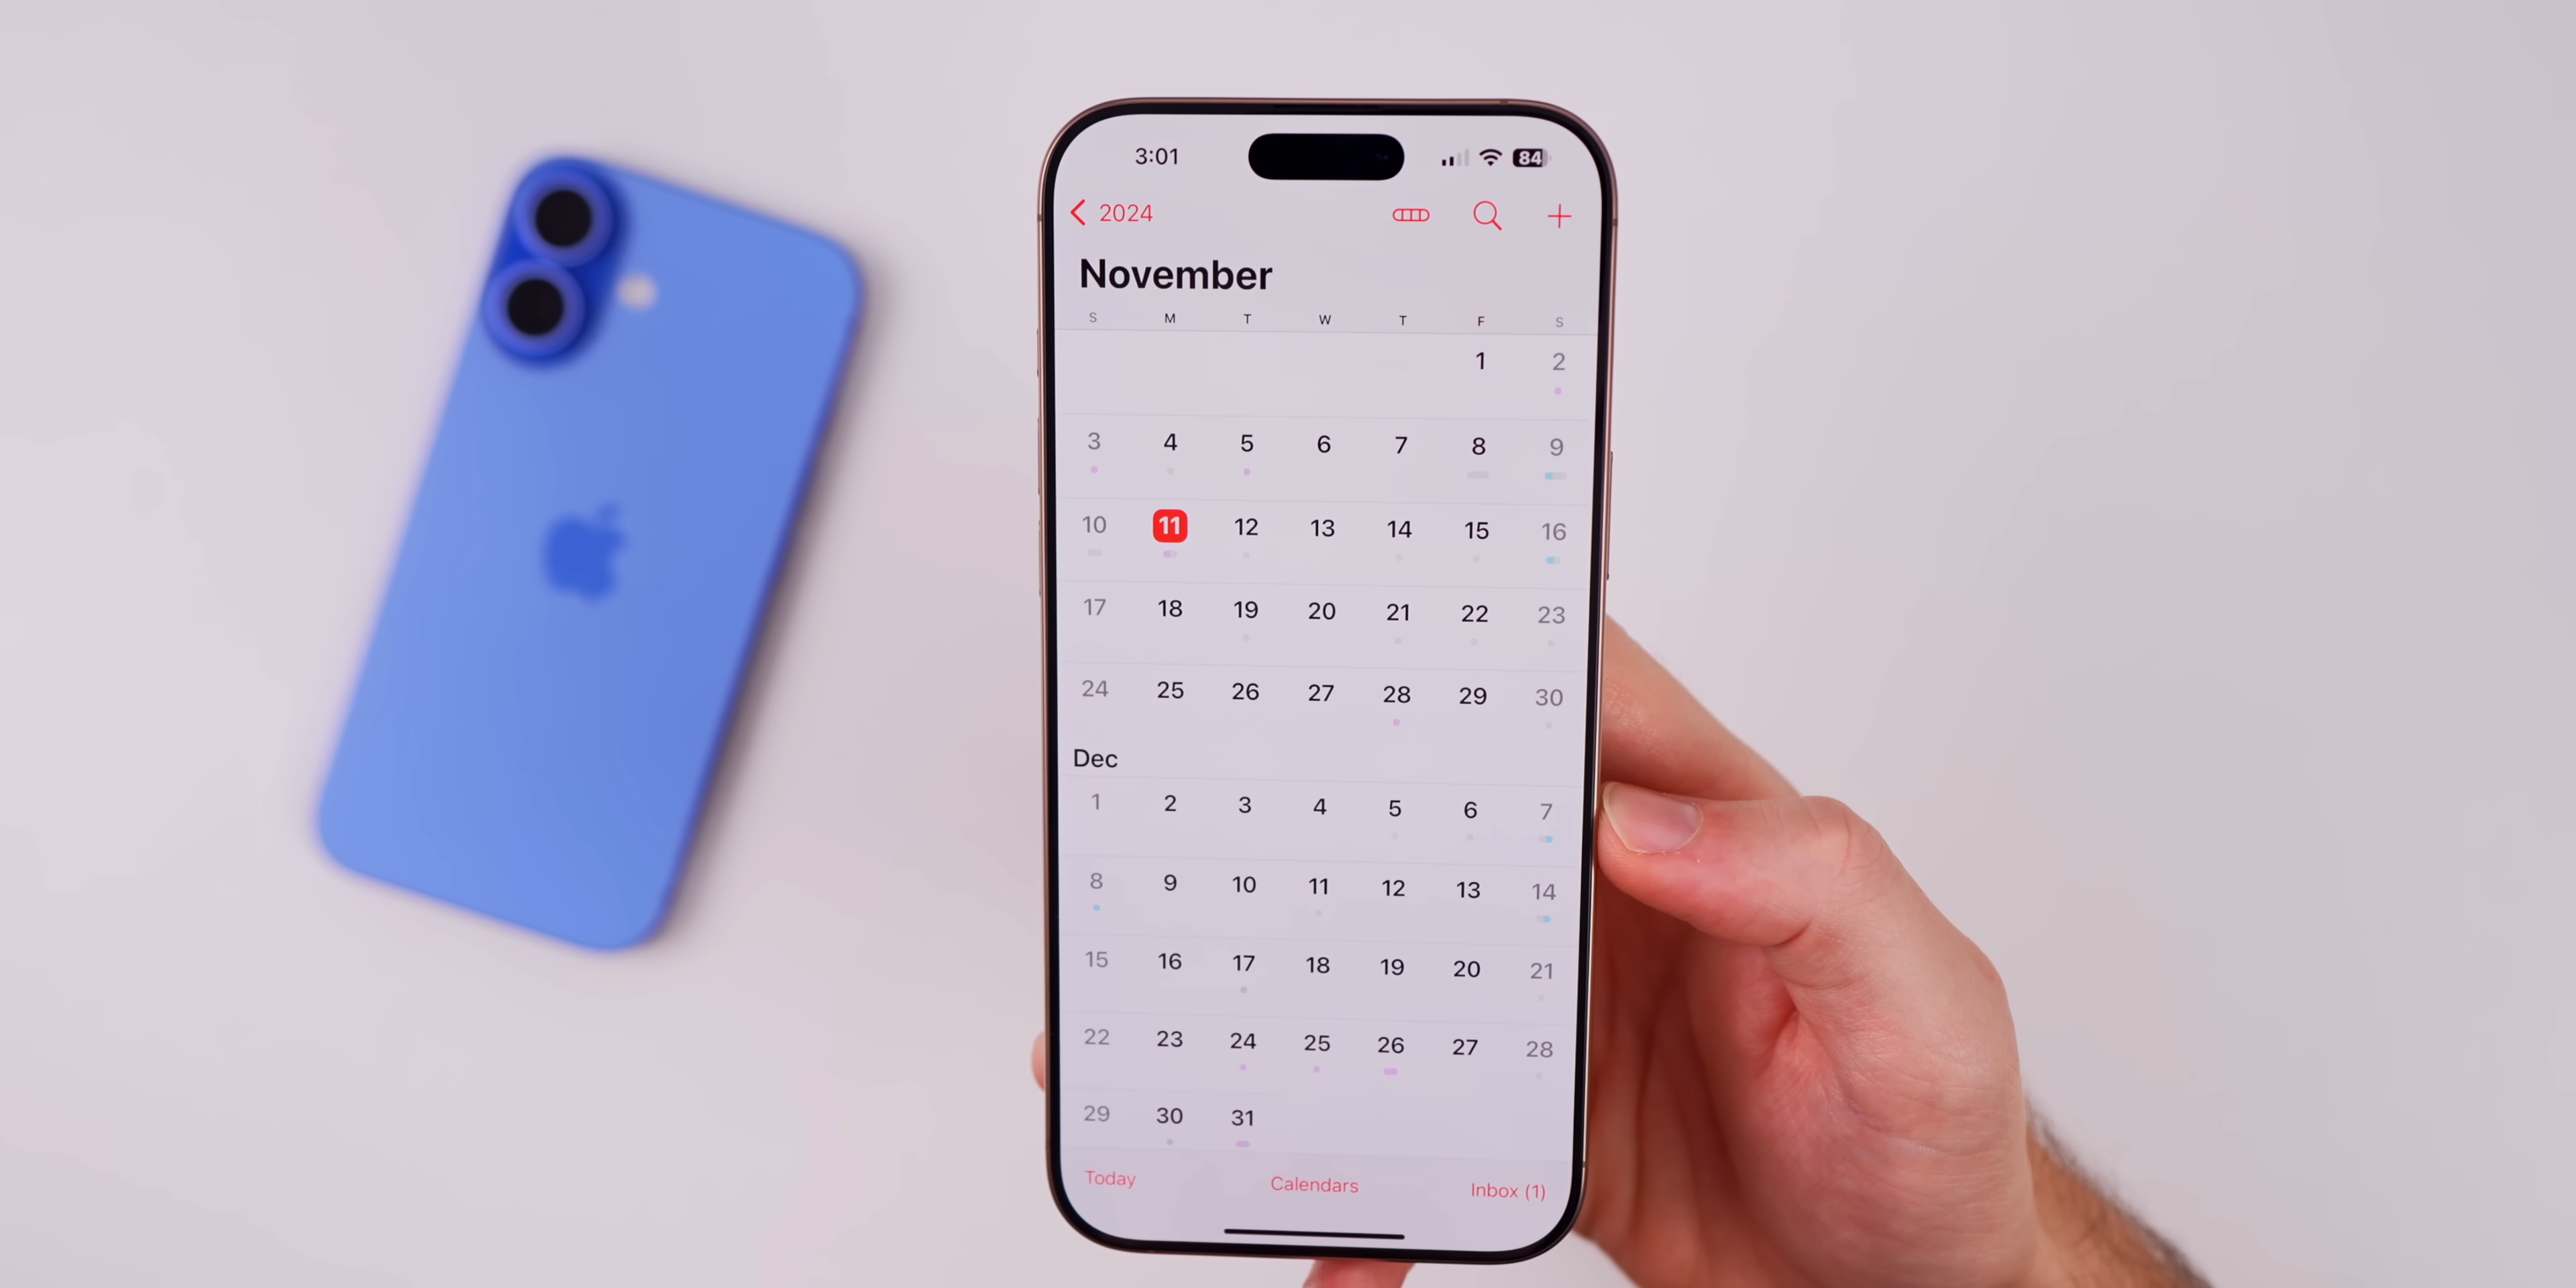 3:01 84
2024
November
S M T W T F S
1 2
3 4 5 6 7 8 9
10 11 12 13 14 15 16
17 18 19 20 21 22 23
24 25 26 27 28 29 30
Dec
1 2 3 4 5 6 7
8 9 10 11 12 13 14
15 16 17 18 19 20 21
22 23 24 25 26 27 28
29 30 31
Today Calendars Inbox (1)